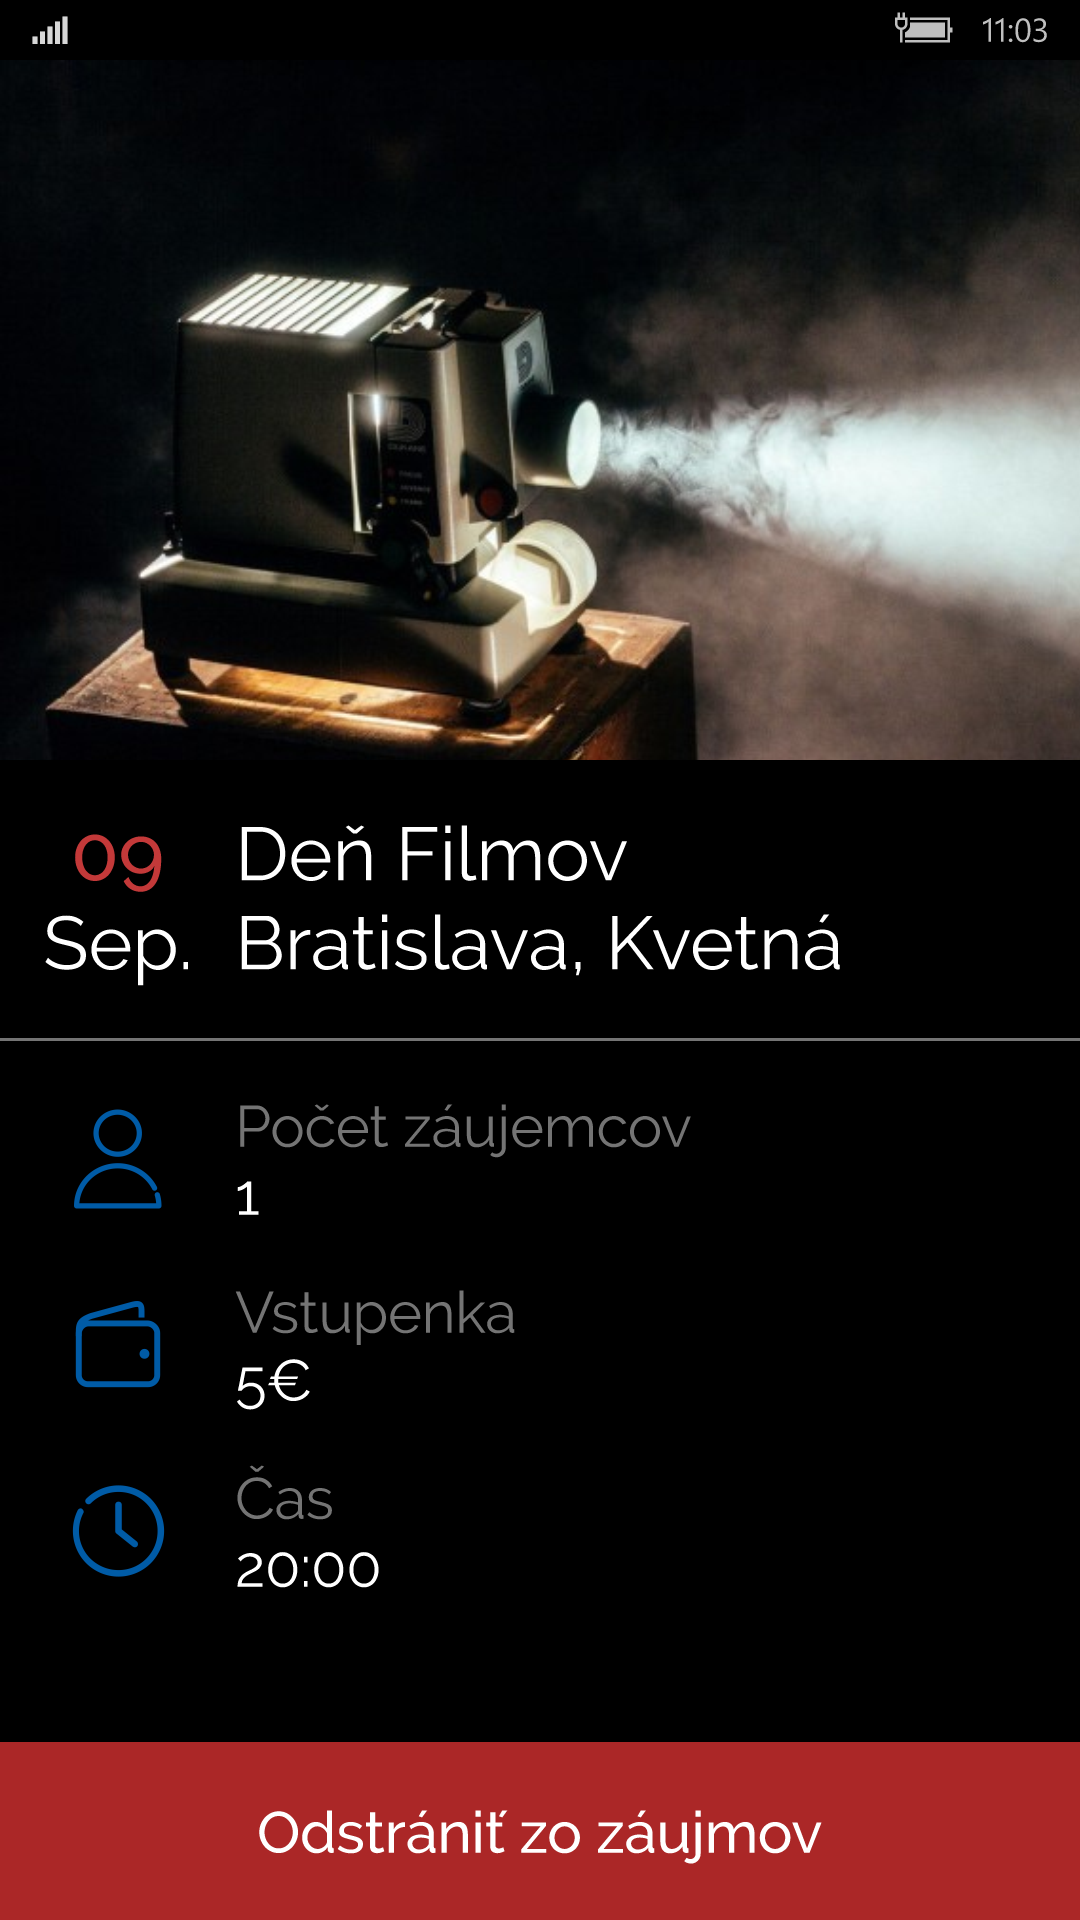 11:03
09 Deň Filmov
Sep. Bratislava, Kvetná
Počet záujemcov
1
Vstupenka
5€
Čas
20:00
Odstrániť zo záujmov